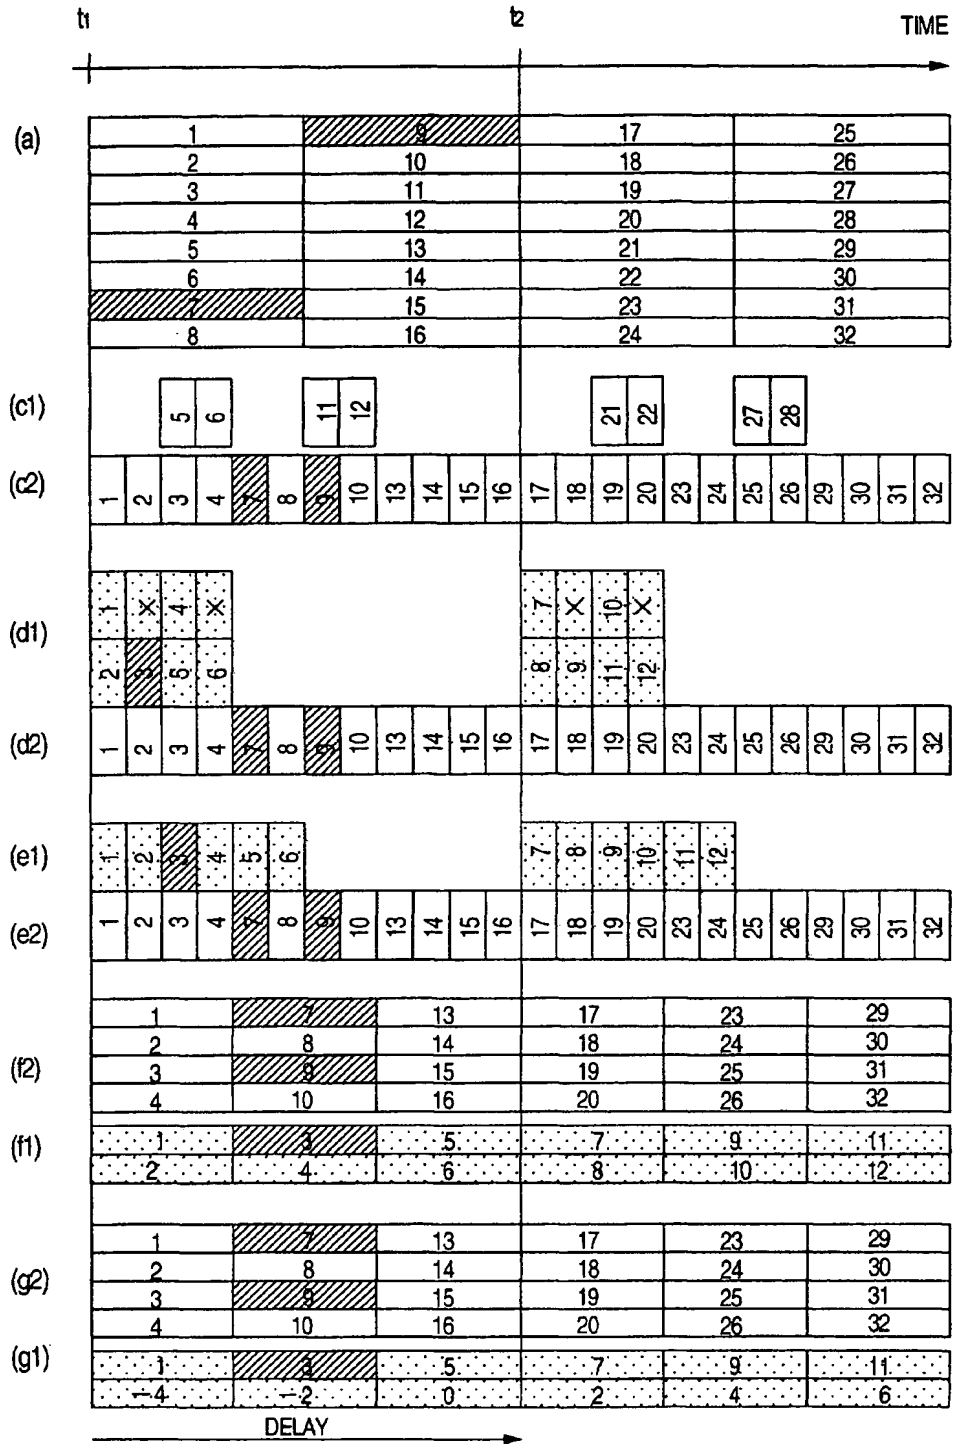 t1 t2 TIME
(a)
1 9 17 25
2 10 18 26
3 11 19 27
4 12 20 28
5 13 21 29
6 14 22 30
7 15 23 31
8 16 24 32
(c1) 5 6 11 12 21 22 27 28
(c2) 1 2 3 4 7 8 9 10 13 14 15 16 17 18 19 20 23 24 25 26 29 30 31 32
(d1)
1 X 4 X 7 X 10 X
2 3 5 6 8 9 11 12
(d2) 1 2 3 4 7 8 9 10 13 14 15 16 17 18 19 20 23 24 25 26 29 30 31 32
(e1) 1 2 3 4 5 6 7 8 9 10 11 12
(e2) 1 2 3 4 7 8 9 10 13 14 15 16 17 18 19 20 23 24 25 26 29 30 31 32
(f2)
1 7 13 17 23 29
2 8 14 18 24 30
3 9 15 19 25 31
4 10 16 20 26 32
(f1)
1 3 5 7 9 11
2 4 6 8 10 12
(g2)
1 7 13 17 23 29
2 8 14 18 24 30
3 9 15 19 25 31
4 10 16 20 26 32
(g1)
1 3 5 7 9 11
-4 -2 0 2 4 6
DELAY